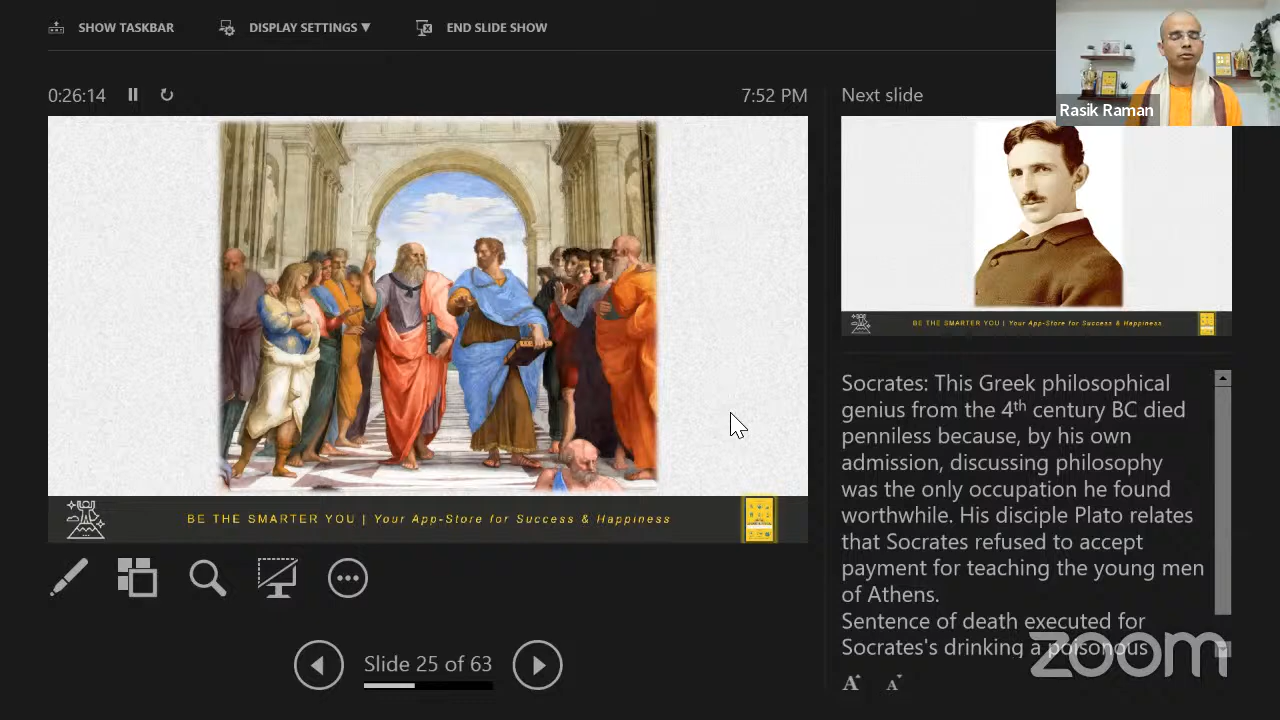 SHOW TASKBAR
DISPLAY SETTINGS ▼
END SLIDE SHOW
0:26:14
7:52 PM
Next slide
Rasik Raman
BE THE SMARTER YOU | Your App-Store for Success & Happiness
BE THE SMARTER YOU | Your App-Store for Success & Happiness
Socrates: This Greek philosophical
genius from the 4th century BC died
penniless because, by his own
admission, discussing philosophy
was the only occupation he found
worthwhile. His disciple Plato relates
that Socrates refused to accept
payment for teaching the young men
of Athens.
Sentence of death executed for
Socrates's drinking a poisonous
zoom
Slide 25 of 63
A A